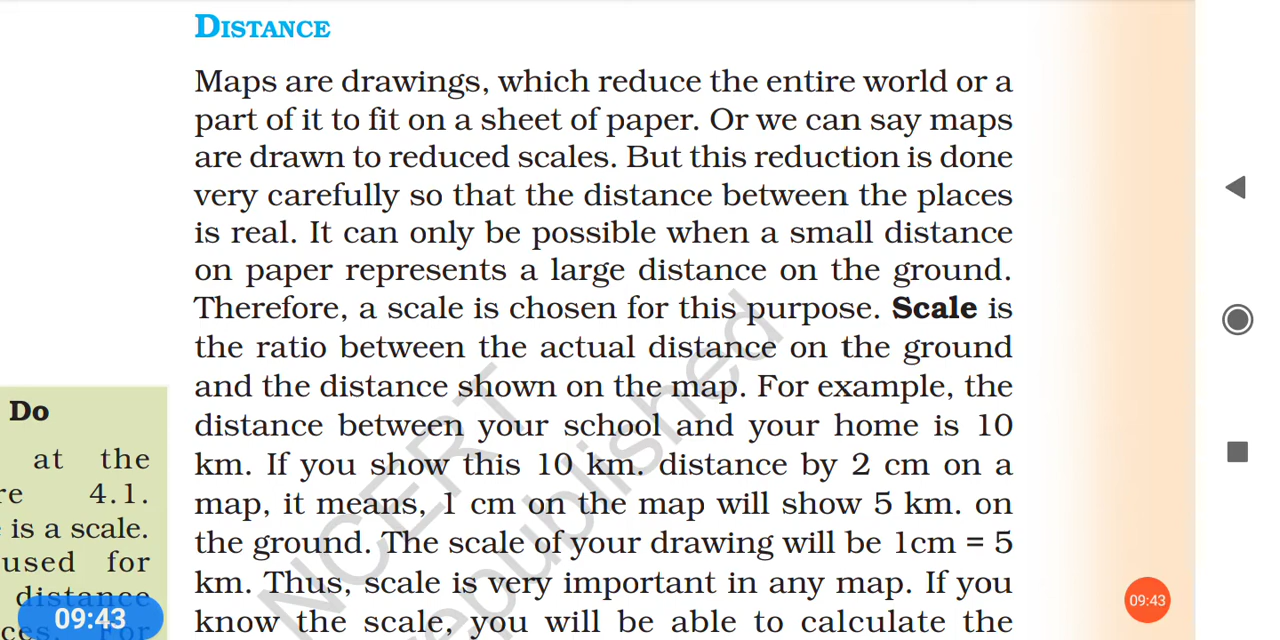 DISTANCE
Maps are drawings, which reduce the entire world or a
part of it to fit on a sheet of paper. Or we can say maps
are drawn to reduced scales. But this reduction is done
very carefully so that the distance between the places
is real. It can only be possible when a small distance
on paper represents a large distance on the ground.
Therefore, a scale is chosen for this purpose. Scale is
the ratio between the actual distance on the ground
and the distance shown on the map. For example, the
distance between your school and your home is 10
km. If you show this 10 km. distance by 2 cm on a
map, it means, 1 cm on the map will show 5 km. on
the ground. The scale of your drawing will be 1cm = 5
km. Thus, scale is very important in any map. If you
know the scale, you will be able to calculate the
Do
at the
re 4.1.
e is a scale.
used for
distance
ces. For
09:43
09:43
NCERT
republished